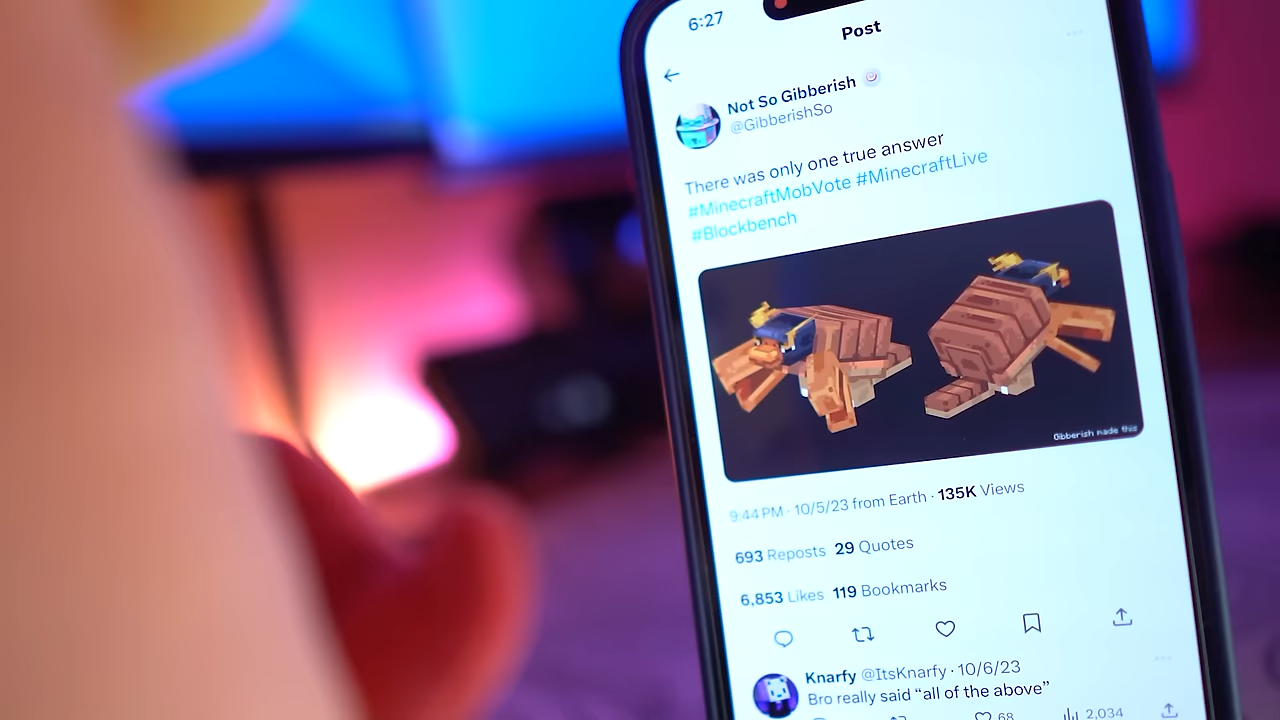 6:27
Post
Not So Gibberish
@GibberishSo
There was only one true answer
#MinecraftMobVote #MinecraftLive
#Blockbench
Gibberish made this
9:44 PM · 10/5/23 from Earth · 135K Views
693 Reposts 29 Quotes
6,853 Likes 119 Bookmarks
Knarfy @ItsKnarfy · 10/6/23
Bro really said “all of the above”
68 2,034